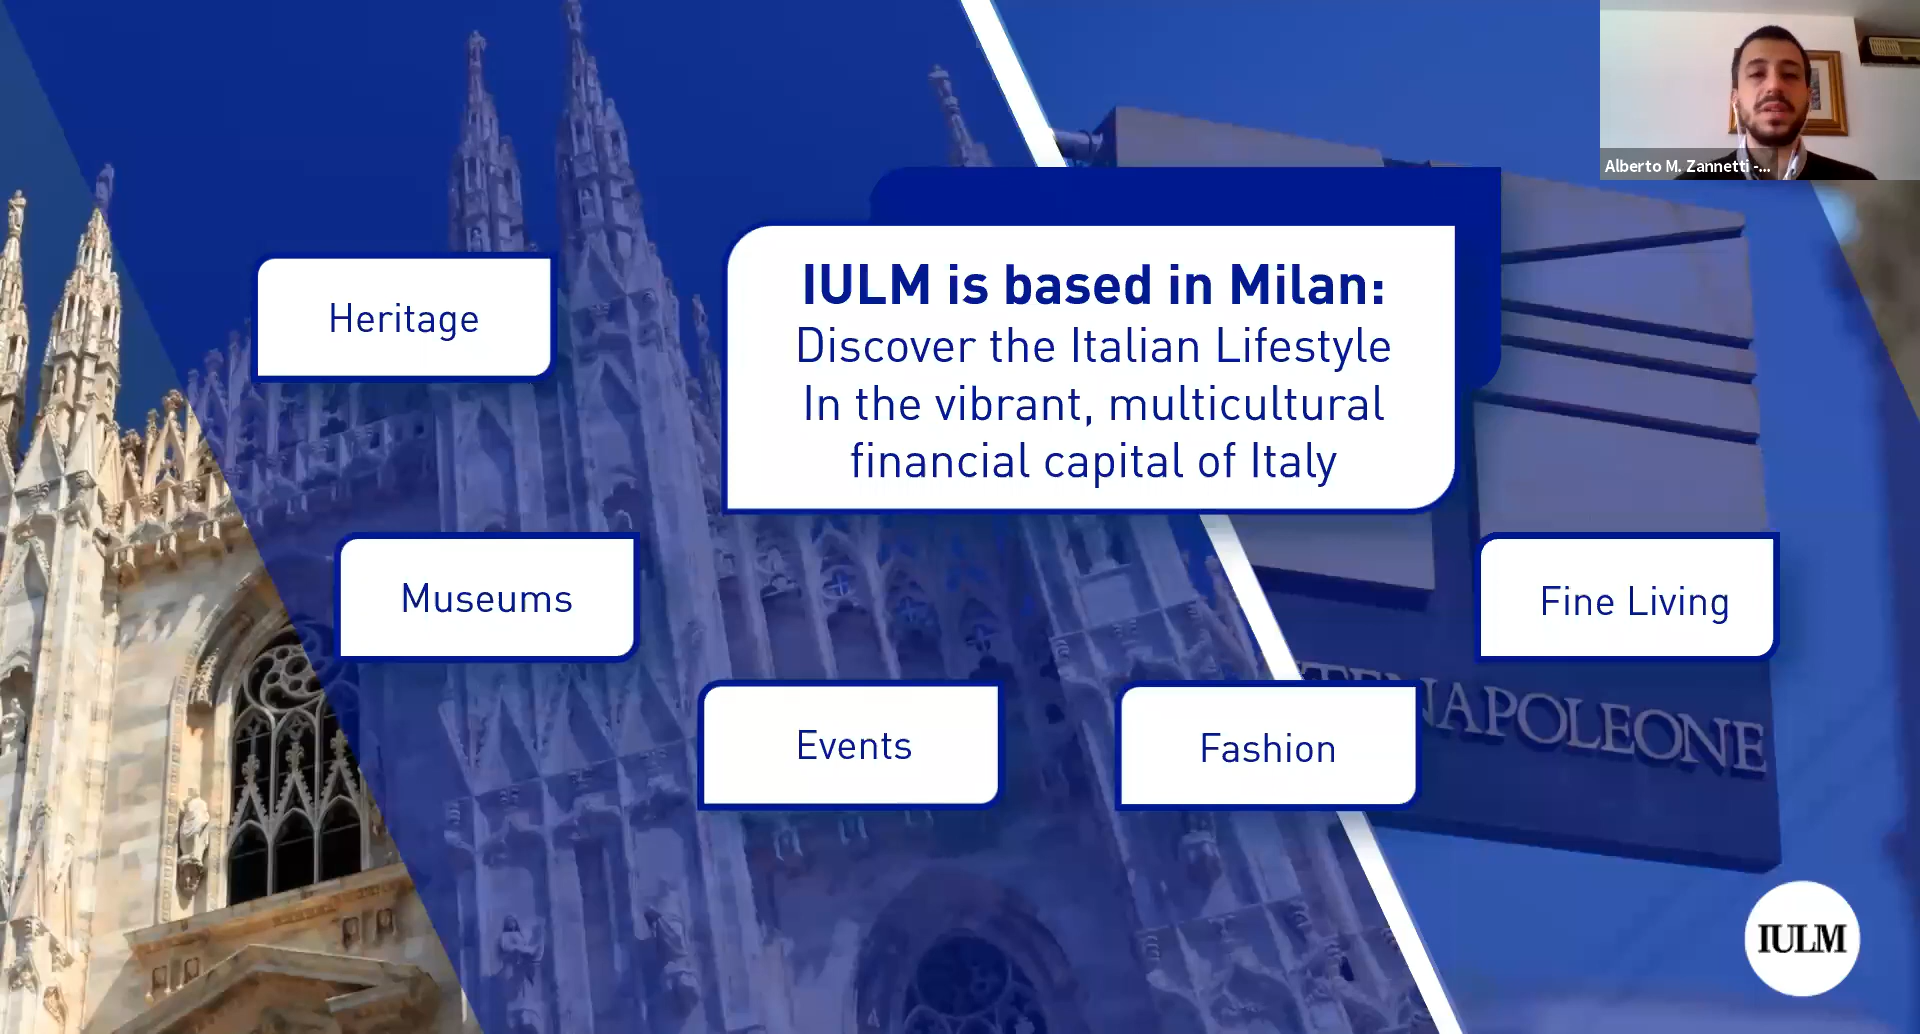 Alberto M. Zannetti -...
IULM is based in Milan:
Discover the Italian Lifestyle
In the vibrant, multicultural
financial capital of Italy
Heritage
Museums
Fine Living
Events
Fashion
TENAPOLEONE
IULM